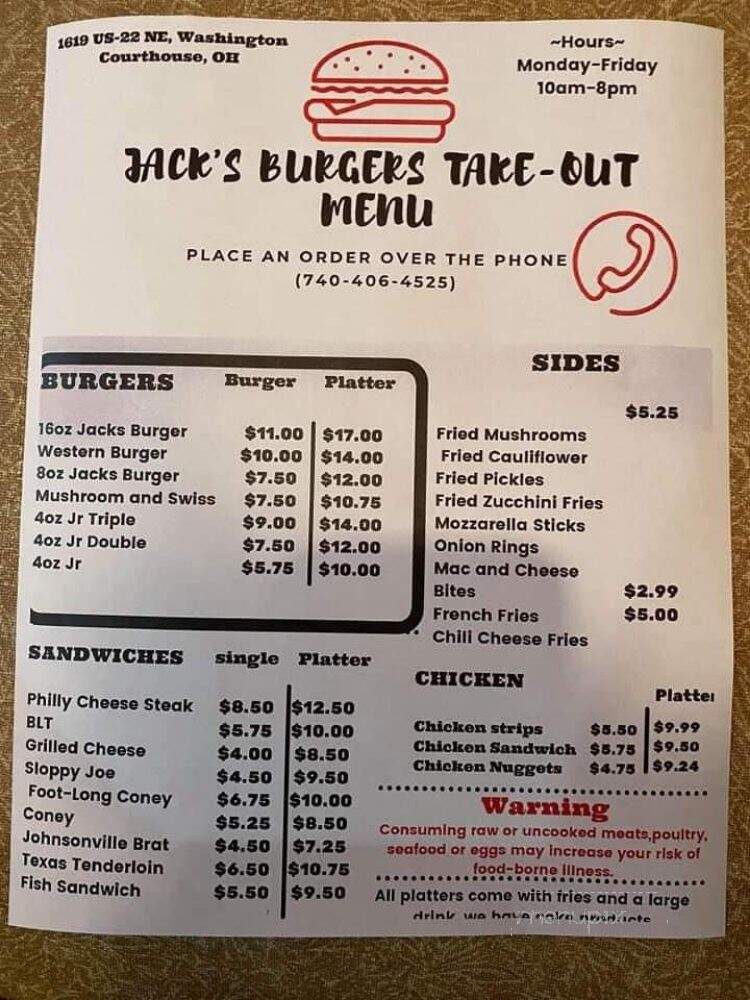 1619 US-22 NE, Washington
Courthouse, OH
~Hours~
Monday-Friday
10am-8pm
JACK'S BURGERS TAKE-OUT
MENU
PLACE AN ORDER OVER THE PHONE
(740-406-4525)
BURGERS Burger Platter
16oz Jacks Burger $11.00 $17.00
Western Burger $10.00 $14.00
8oz Jacks Burger $7.50 $12.00
Mushroom and Swiss $7.50 $10.75
4oz Jr Triple $9.00 $14.00
4oz Jr Double $7.50 $12.00
4oz Jr $5.75 $10.00
SIDES
$5.25
Fried Mushrooms
Fried Cauliflower
Fried Pickles
Fried Zucchini Fries
Mozzarella Sticks
Onion Rings
Mac and Cheese
Bites $2.99
French Fries $5.00
Chili Cheese Fries
SANDWICHES single Platter
Philly Cheese Steak $8.50 $12.50
BLT $5.75 $10.00
Grilled Cheese $4.00 $8.50
Sloppy Joe $4.50 $9.50
Foot-Long Coney $6.75 $10.00
Coney $5.25 $8.50
Johnsonville Brat $4.50 $7.25
Texas Tenderloin $6.50 $10.75
Fish Sandwich $5.50 $9.50
CHICKEN
Platter
Chicken strips $5.50 $9.99
Chicken Sandwich $5.75 $9.50
Chicken Nuggets $4.75 $9.24
Warning
Consuming raw or uncooked meats,poultry,
seafood or eggs may increase your risk of
food-borne illness.
All platters come with fries and a large
drink we have coke products